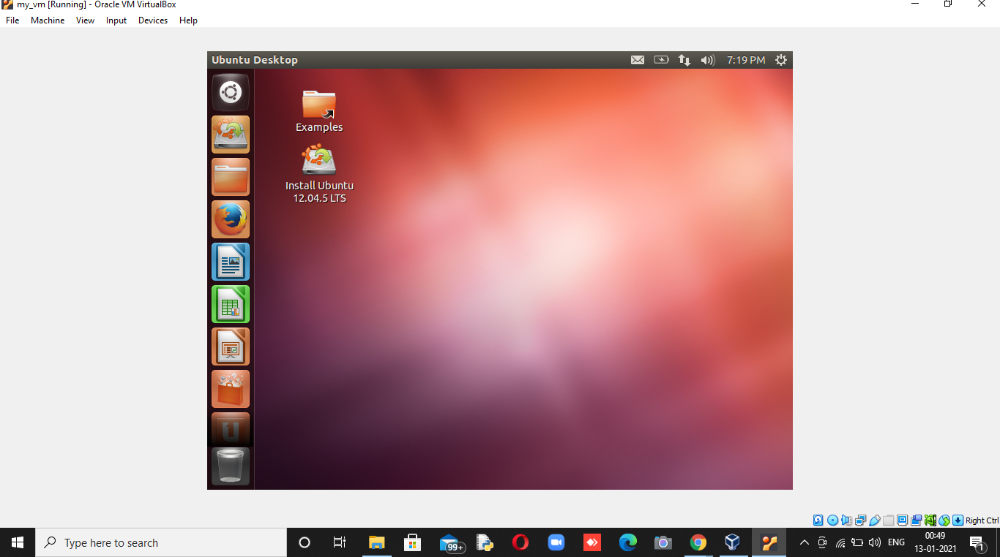 my_vm [Running] - Oracle VM VirtualBox
File Machine View Input Devices Help
Ubuntu Desktop 7:19 PM
Examples
Install Ubuntu
12.04.5 LTS
U
Right Ctrl
Type here to search 99+ ENG 00:49
13-01-2021 1